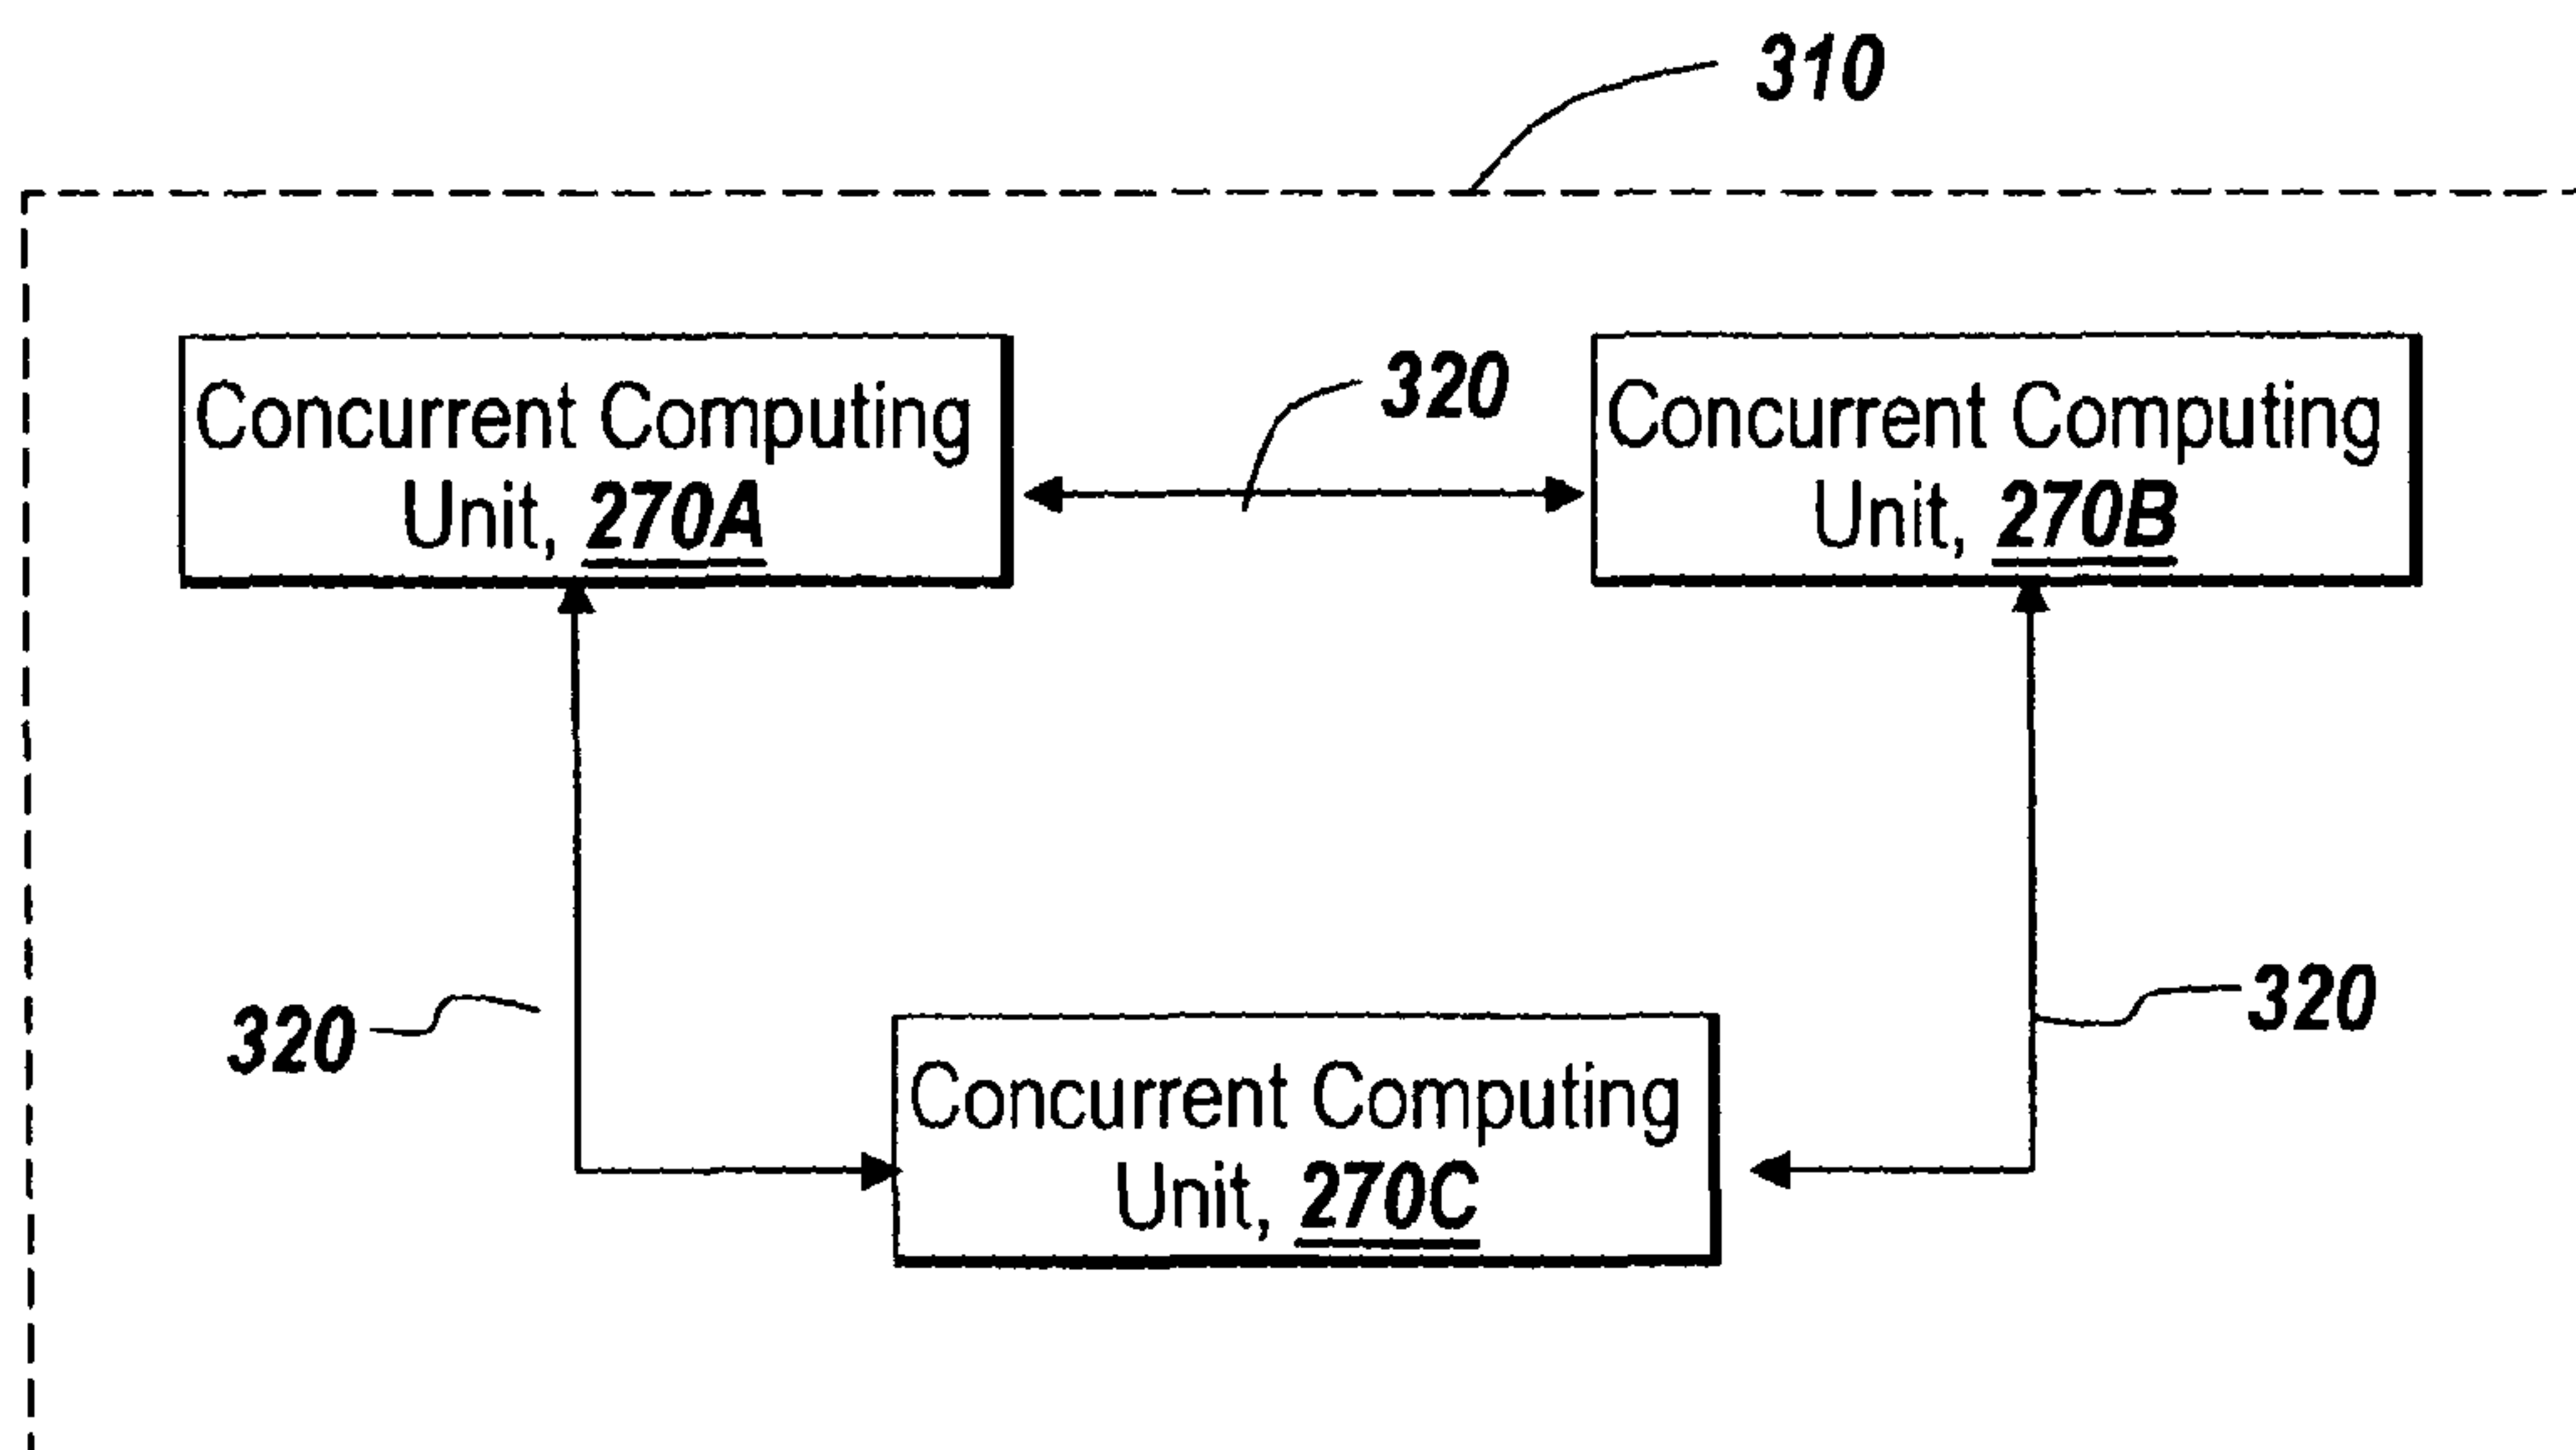 310
320
Concurrent Computing
Unit, 270A
Concurrent Computing
Unit, 270B
320
320
Concurrent Computing
Unit, 270C